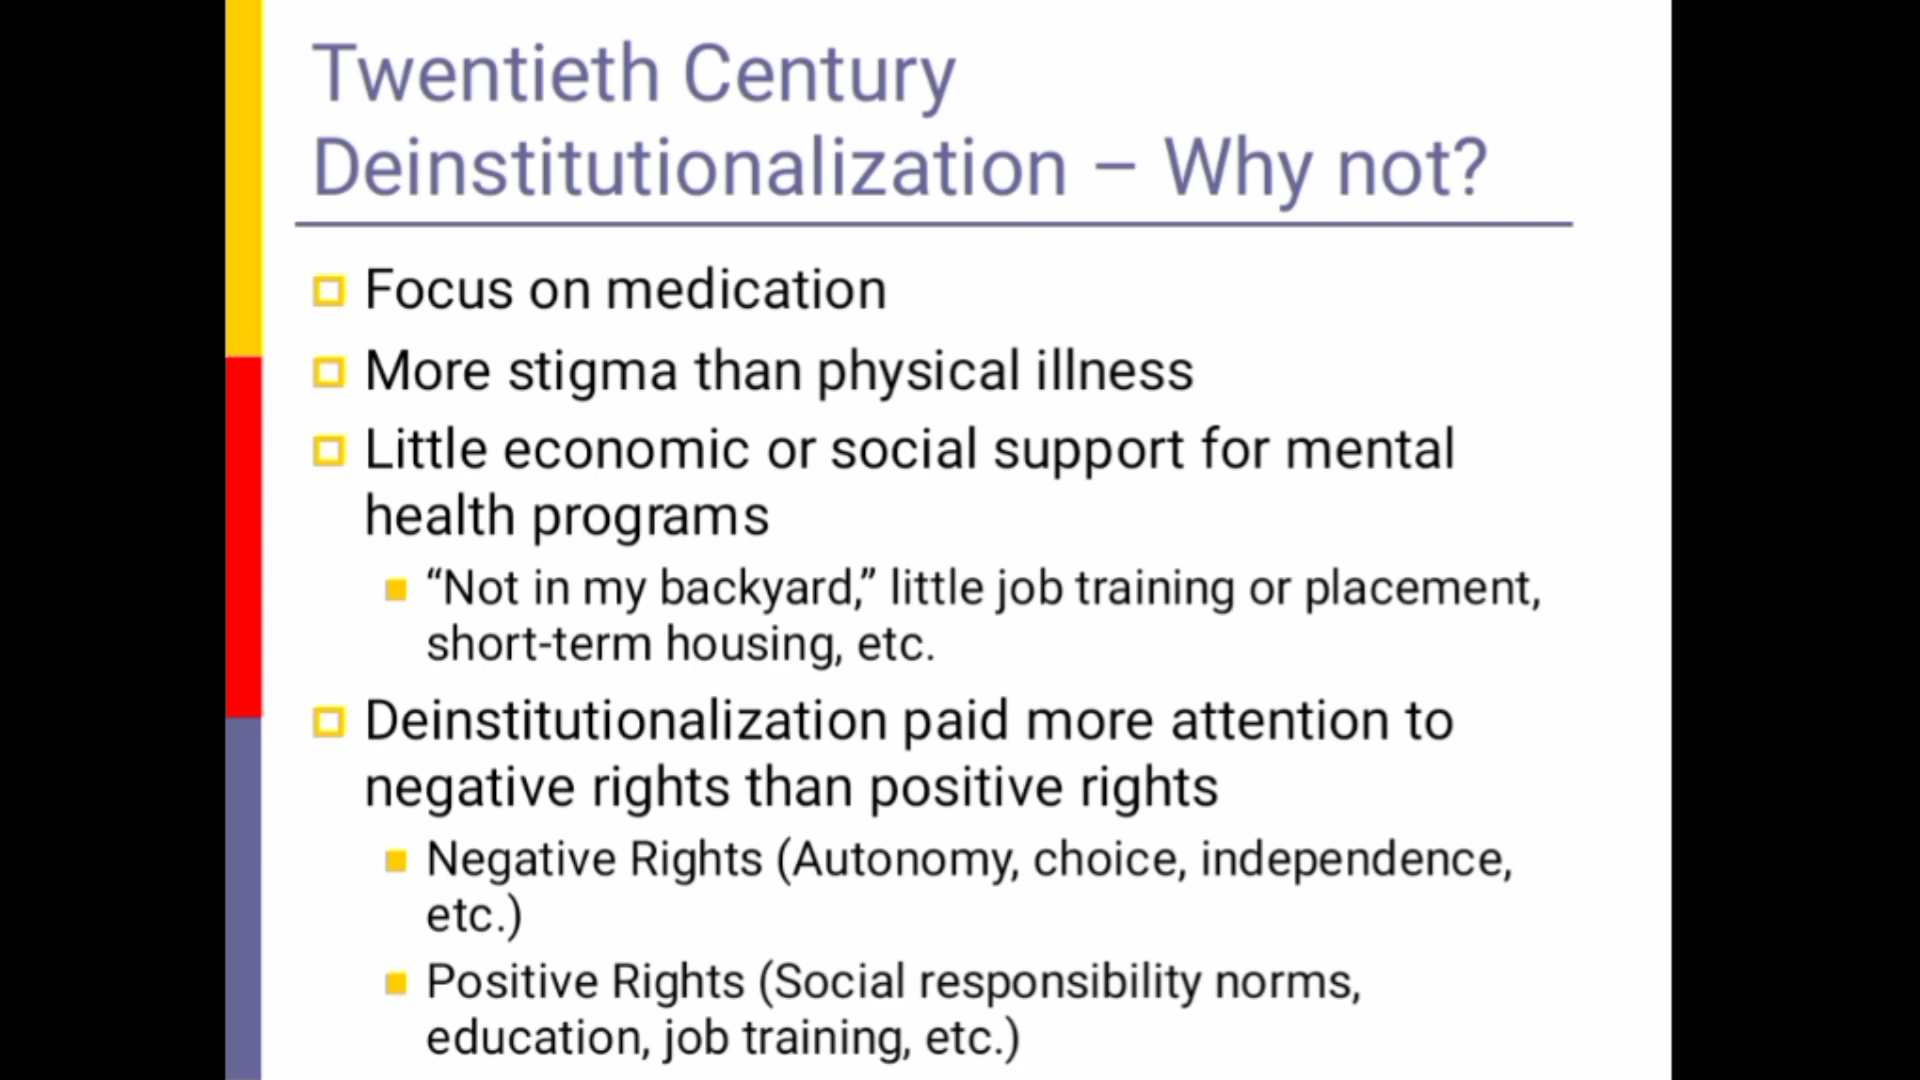 Twentieth Century
Deinstitutionalization – Why not?
Focus on medication
More stigma than physical illness
Little economic or social support for mental
health programs
“Not in my backyard,” little job training or placement,
short-term housing, etc.
Deinstitutionalization paid more attention to
negative rights than positive rights
Negative Rights (Autonomy, choice, independence,
etc.)
Positive Rights (Social responsibility norms,
education, job training, etc.)